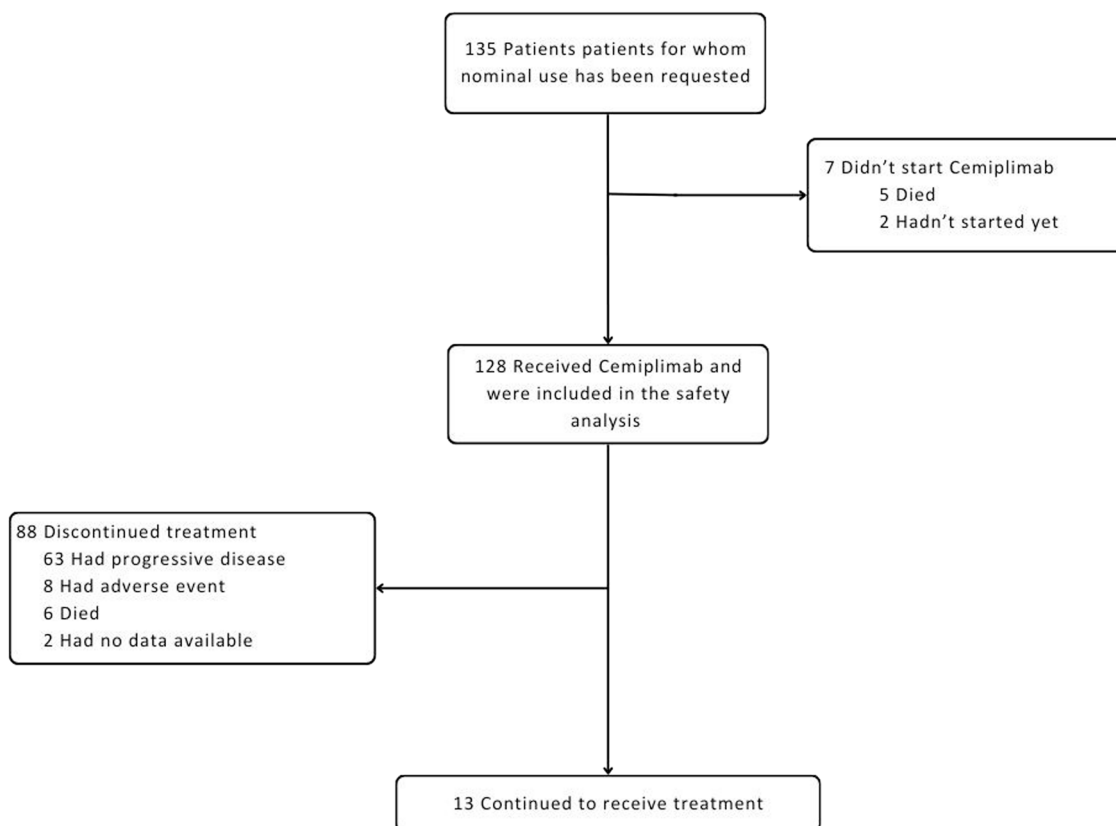 135 Patients patients for whom
nominal use has been requested
7 Didn't start Cemiplimab
5 Died
2 Hadn't started yet
128 Received Cemiplimab and
were included in the safety
analysis
88 Discontinued treatment
63 Had progressive disease
8 Had adverse event
6 Died
2 Had no data available
13 Continued to receive treatment